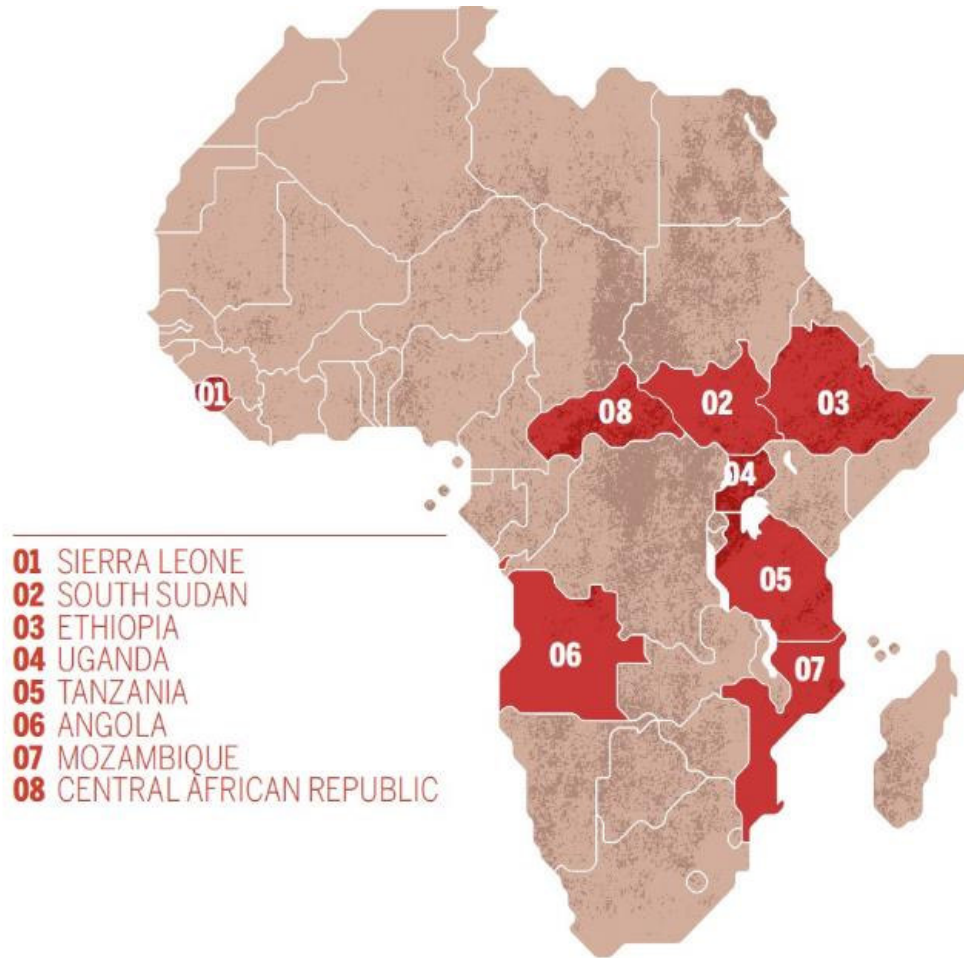 01
08
02
03
04
05
06
07
01 SIERRA LEONE
02 SOUTH SUDAN
03 ETHIOPIA
04 UGANDA
05 TANZANIA
06 ANGOLA
07 MOZAMBIQUE
08 CENTRAL AFRICAN REPUBLIC